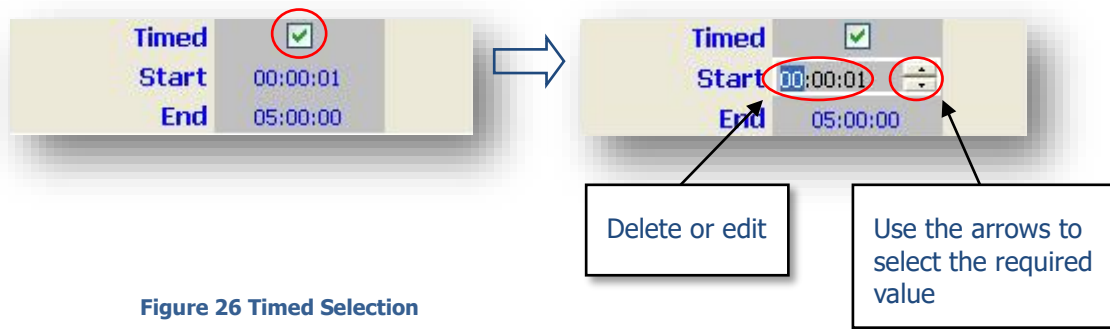 Timed
Start 00:00:01
End 05:00:00
Timed
Start 00:00:01
End 05:00:00
Delete or edit
Use the arrows to
select the required
value
Figure 26 Timed Selection